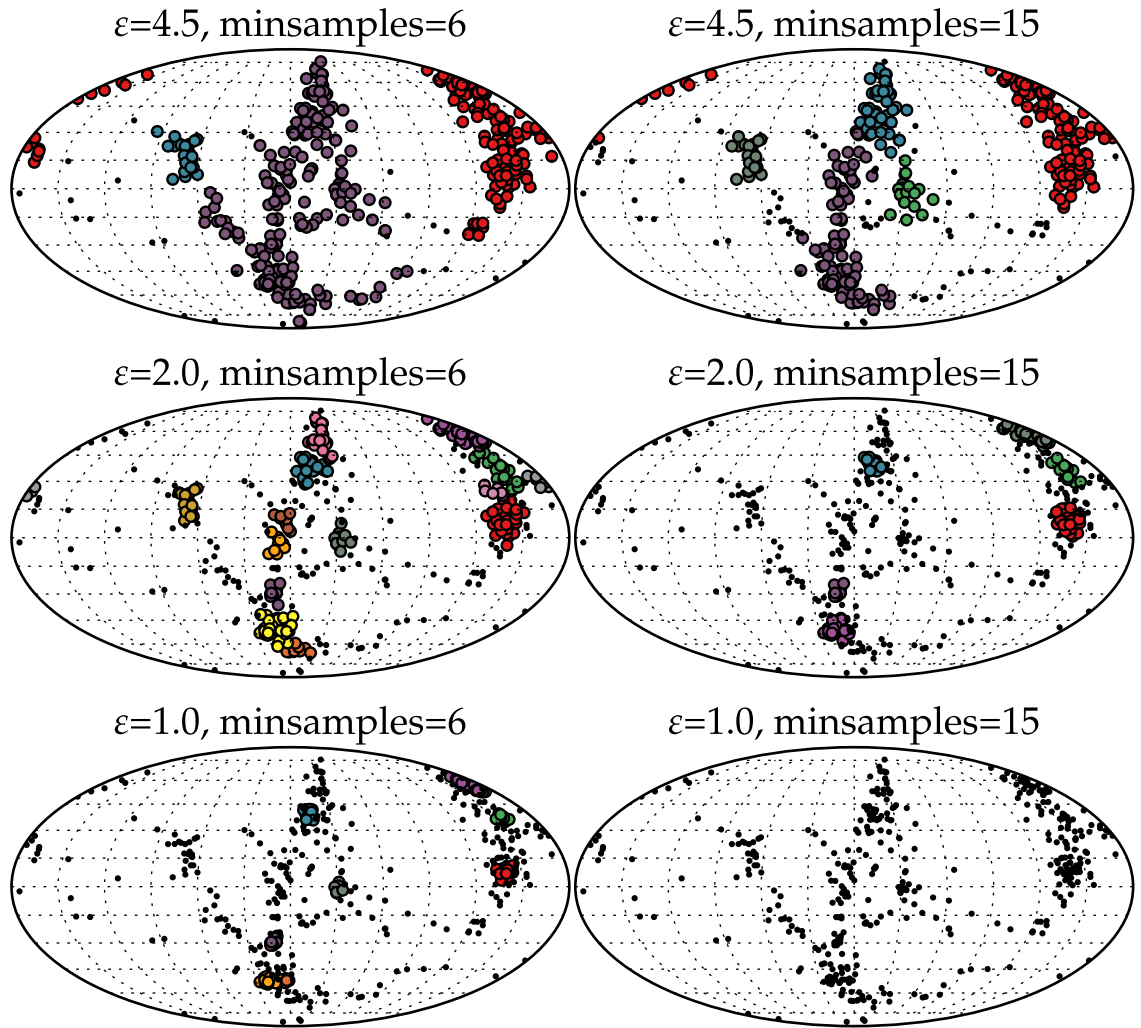 ε=4.5, minsamples=6
ε=4.5, minsamples=15
ε=2.0, minsamples=6
ε=2.0, minsamples=15
ε=1.0, minsamples=6
ε=1.0, minsamples=15